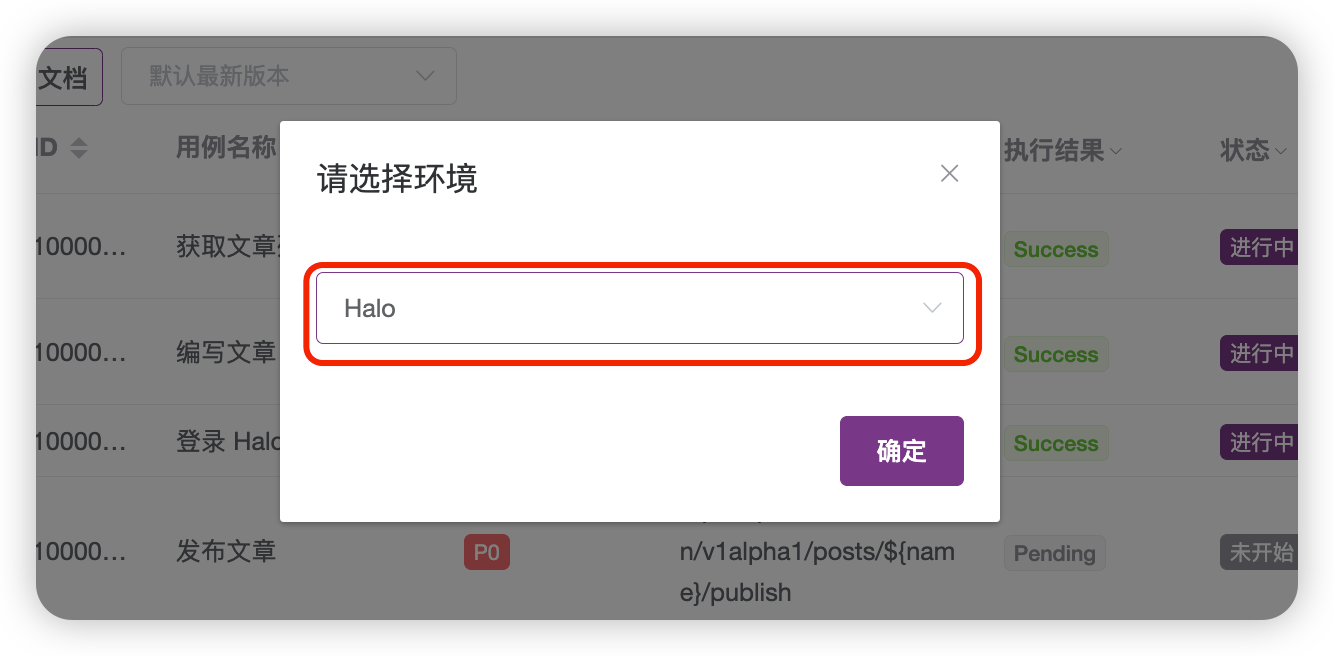 文档
默认最新版本
ID
用例名称
执行结果
状态
请选择环境
10000...
获取文章
Success
进行中
Halo
10000...
编写文章
Success
进行中
10000...
登录 Halo
Success
进行中
确定
10000...
发布文章
P0
n/v1alpha1/posts/${nam
e}/publish
Pending
未开始